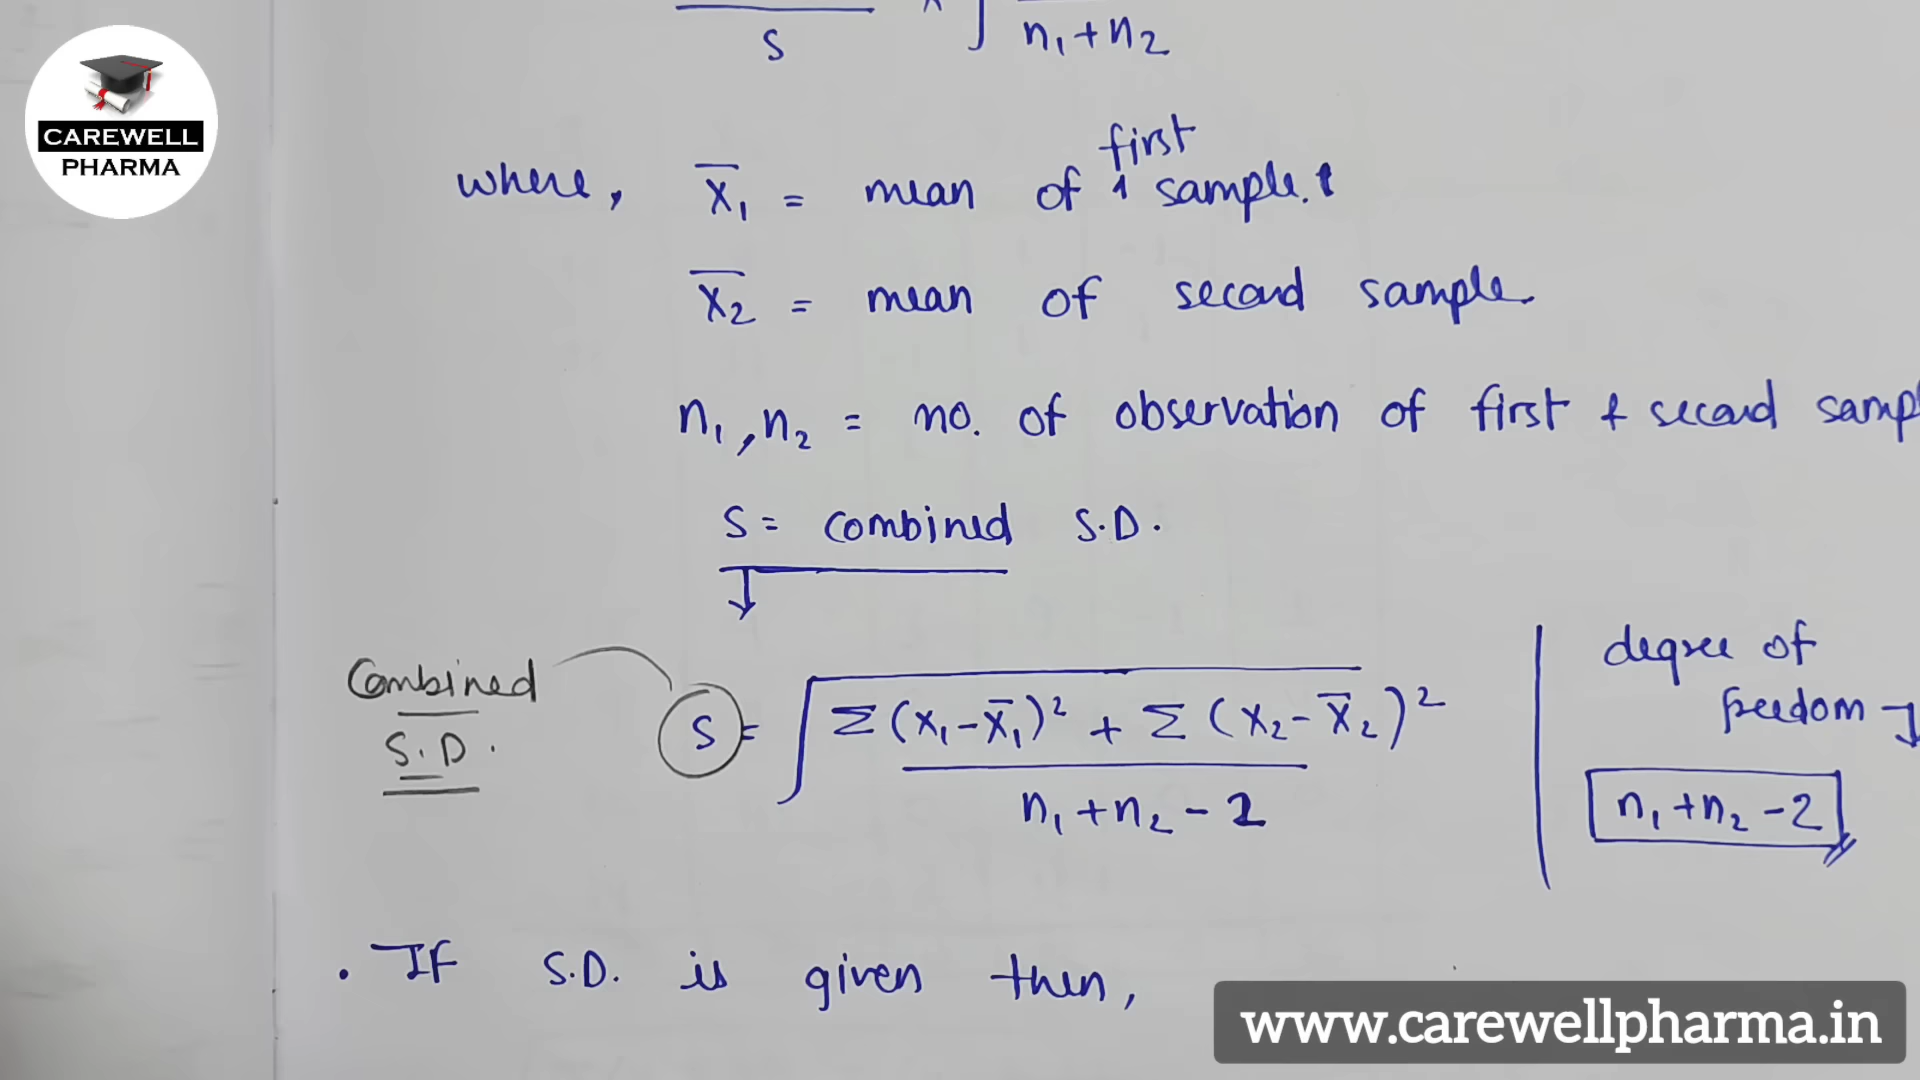 S × √ n₁+n₂
CAREWELL
PHARMA
first
where, x̅₁ = mean of ʌ sample.
x̅₂ = mean of second sample.
n₁, n₂ = no. of observation of first & second sampl
S = combined S.D.
Combined
S.D.
S = √ Σ(x₁-x̅₁)² + Σ(x₂-x̅₂)²
n₁+n₂-2
degree of
freedom
n₁+n₂-2
. If S.D. is given then,
www.carewellpharma.in